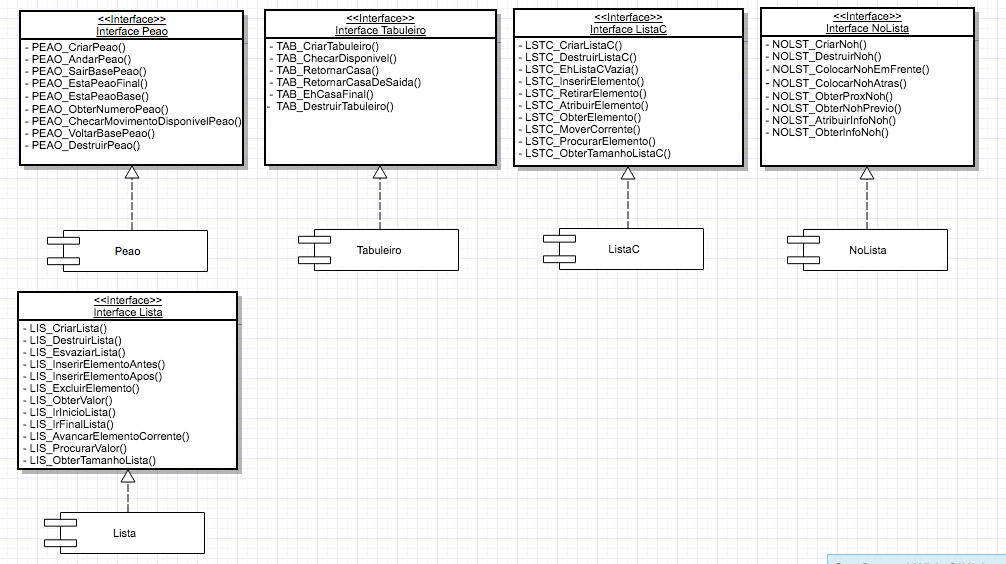 <<Interface>>
Interface Peao
- PEAO_CriarPeao()
- PEAO_AndarPeao()
- PEAO_SairBasePeao()
- PEAO_EstaPeaoFinal()
- PEAO_EstaPeaoBase()
- PEAO_ObterNumeroPeao()
- PEAO_ChecarMovimentoDisponivelPeao()
- PEAO_VoltarBasePeao()
- PEAO_DestruirPeao()
Peao
<<Interface>>
Interface Tabuleiro
- TAB_CriarTabuleiro()
- TAB_ChecarDisponivel()
- TAB_RetornarCasa()
- TAB_RetornarCasaDeSaida()
- TAB_EhCasaFinal()
- TAB_DestruirTabuleiro()
Tabuleiro
<<Interface>>
Interface ListaC
- LSTC_CriarListaC()
- LSTC_DestruirListaC()
- LSTC_EhListaCVazia()
- LSTC_InserirElemento()
- LSTC_RetirarElemento()
- LSTC_AtribuirElemento()
- LSTC_ObterElemento()
- LSTC_MoverCorrente()
- LSTC_ProcurarElemento()
- LSTC_ObterTamanhoListaC()
ListaC
<<Interface>>
Interface NoLista
- NOLST_CriarNoh()
- NOLST_DestruirNoh()
- NOLST_ColocarNohEmFrente()
- NOLST_ColocarNohAtras()
- NOLST_ObterProxNoh()
- NOLST_ObterNohPrevio()
- NOLST_AtribuirInfoNoh()
- NOLST_ObterInfoNoh()
NoLista
<<Interface>>
Interface Lista
- LIS_CriarLista()
- LIS_DestruirLista()
- LIS_EsvaziarLista()
- LIS_InserirElementoAntes()
- LIS_InserirElementoApos()
- LIS_ExcluirElemento()
- LIS_ObterValor()
- LIS_IrInicioLista()
- LIS_IrFinalLista()
- LIS_AvancarElementoCorrente()
- LIS_ProcurarValor()
- LIS_ObterTamanhoLista()
Lista